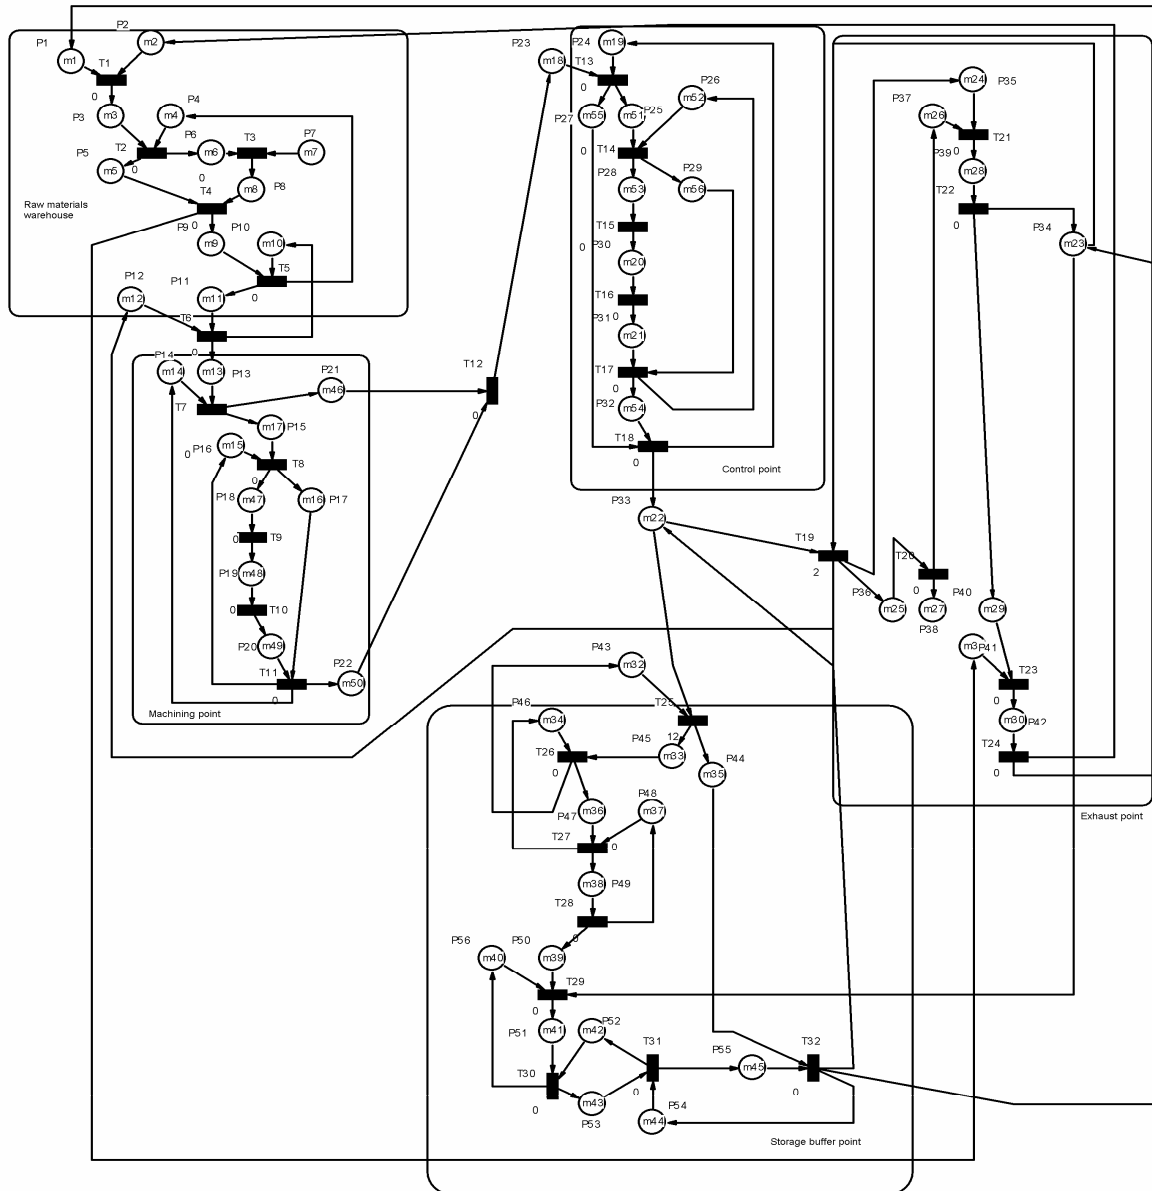 P2
P1
m2
m1
T1
0
P3
m3
P4
m4
P5
T2
P6
T3
P7
m5
m6
m7
0
m8
P8
T4
Raw materials
warehouse
P9
0
P10
m9
m10
T5
P12
P11
0
m12
m11
T6
0
P14
m14
m13
P13
T7
P21
m46
m17
P15
P16
m15
0
T8
0
P18
m47
m16
P17
0
T9
P19
m48
0
T10
P20
m49
T11
P22
0
m50
Machining point
T12
0
P23
m18
P24
m19
T13
0
P27
m55
m51
P25
P26
m52
0
T14
P28
P29
m53
m56
T15
0
P30
m20
T16
P31
0
m21
T17
0
P32
m54
T18
0
Control point
P33
m22
T19
2
P36
m25
T20
0
P40
m27
P38
P37
m26
m24
P35
P39
0
T21
m28
T22
0
P34
m23
m29
m3
P41
T23
0
m30
P42
T24
0
Exhaust point
P43
m32
P46
m34
T25
12
P45
m33
P44
m35
T26
0
P47
m36
P48
m37
T27
0
m38
P49
T28
0
P56
P50
m40
m39
T29
0
P51
m41
m42
P52
T30
0
m43
P53
T31
0
P54
m44
P55
m45
T32
0
Storage buffer point